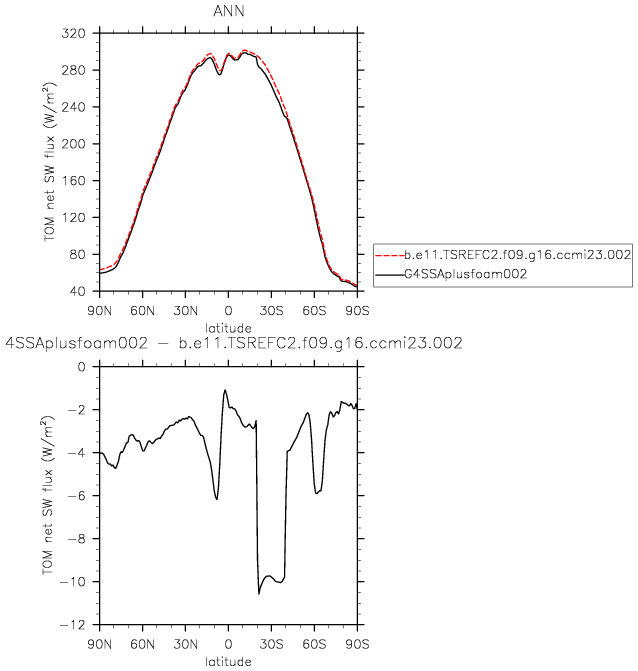 ANN
320
280
240
200
160
120
80
40
TOM net SW flux (W/m²)
90N 60N 30N 0 30S 60S 90S
latitude
b.e11.TSREFC2.f09.g16.ccmi23.002
G4SSAplusfoam002
4SSAplusfoam002 − b.e11.TSREFC2.f09.g16.ccmi23.002
0
−2
−4
−6
−8
−10
−12
TOM net SW flux (W/m²)
90N 60N 30N 0 30S 60S 90S
latitude